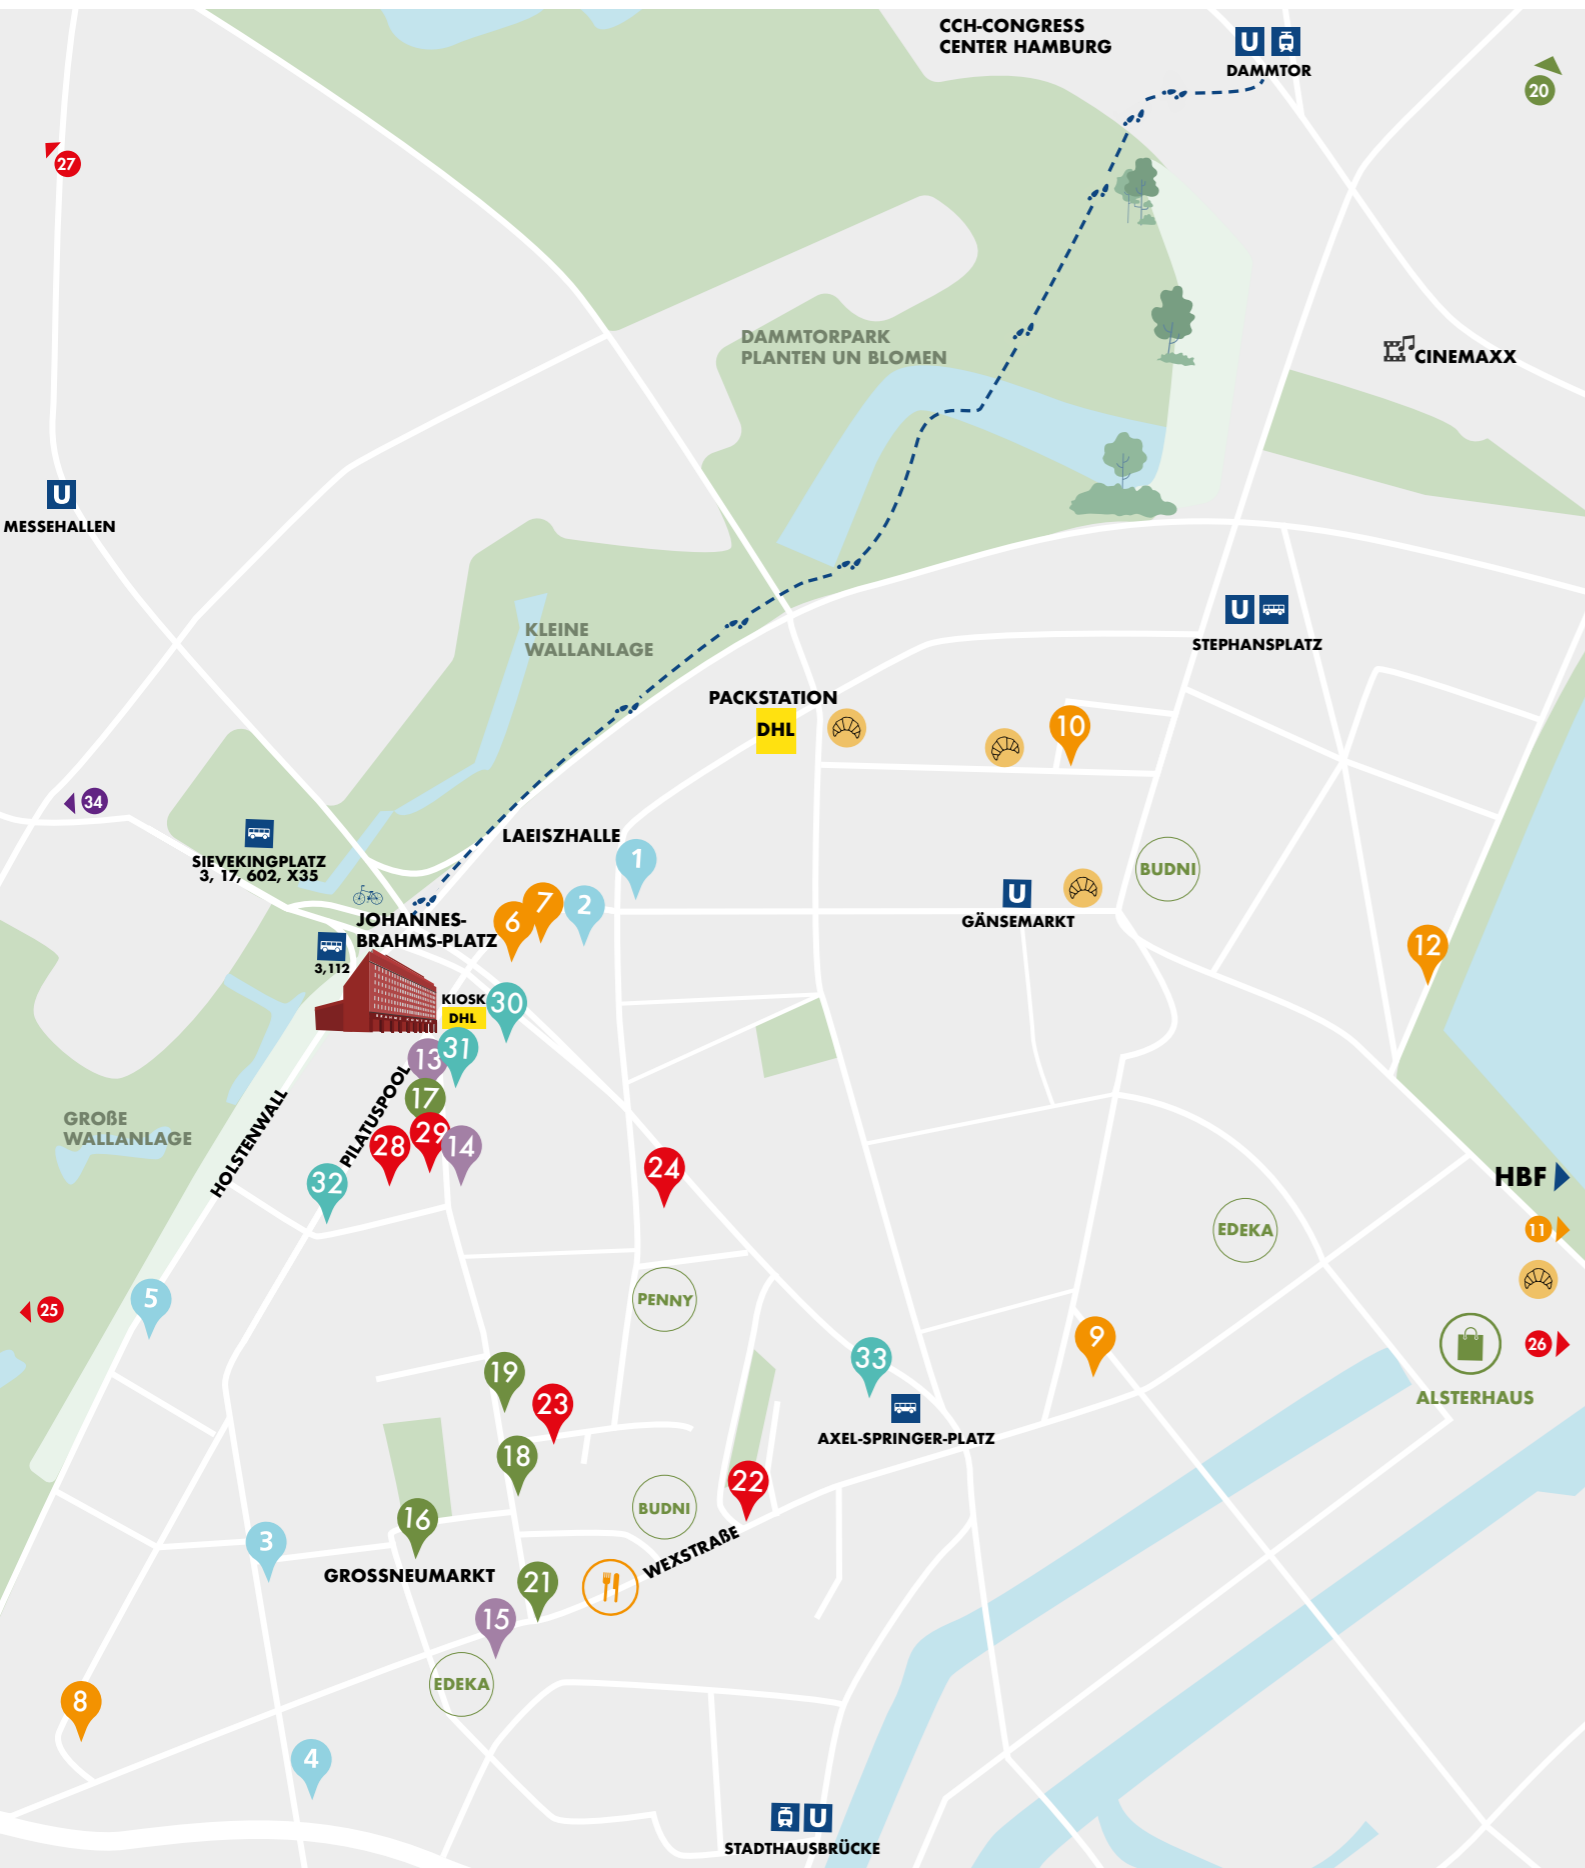 CCH-CONGRESS
CENTER HAMBURG
U
DAMMTOR
20
27
DAMMTORPARK
PLANTEN UN BLOMEN
CINEMAXX
U
MESSEHALLEN
KLEINE
WALLANLAGE
U
STEPHANSPLATZ
PACKSTATION
DHL
10
34
SIEVEKINGPLATZ
3, 17, 602, X35
LAEISZHALLE
1
BUDNI
U
GÄNSEMARKT
2
7
6
JOHANNES-
BRAHMS-PLATZ
3,112
12
KIOSK
DHL
30
31
13
17
PILATUSPOOL
HOLSTENWALL
GROßE
WALLANLAGE
28
29
14
32
24
HBF
11
EDEKA
5
25
PENNY
9
33
26
ALSTERHAUS
AXEL-SPRINGER-PLATZ
19
23
18
22
BUDNI
WEXSTRAßE
16
3
GROSSNEUMARKT
21
15
EDEKA
8
4
U
STADTHAUSBRÜCKE